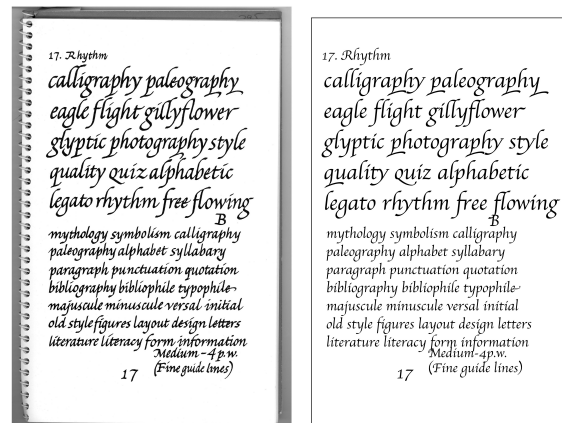 17. Rhythm
calligraphy paleography
eagle flight gillyflower
glyptic photography style
quality quiz alphabetic
legato rhythm free flowing
B
mythology symbolism calligraphy
paleography alphabet syllabary
paragraph punctuation quotation
bibliography bibliophile typophile
majuscule minuscule versal initial
old style figures layout design letters
literature literacy form information
Medium-4p.w.
17 (Fine guide lines)
17. Rhythm
calligraphy paleography
eagle flight gillyflower
glyptic photography style
quality quiz alphabetic
legato rhythm free flowing
B
mythology symbolism calligraphy
paleography alphabet syllabary
paragraph punctuation quotation
bibliography bibliophile typophile
majuscule minuscule versal initial
old style figures layout design letters
literature literacy form information
Medium-4p.w.
17 (Fine guide lines)